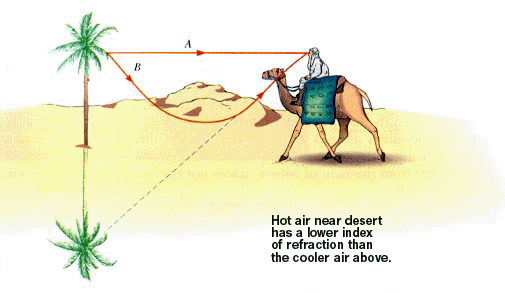 A
B
Hot air near desert
has a lower index
of refraction than
the cooler air above.